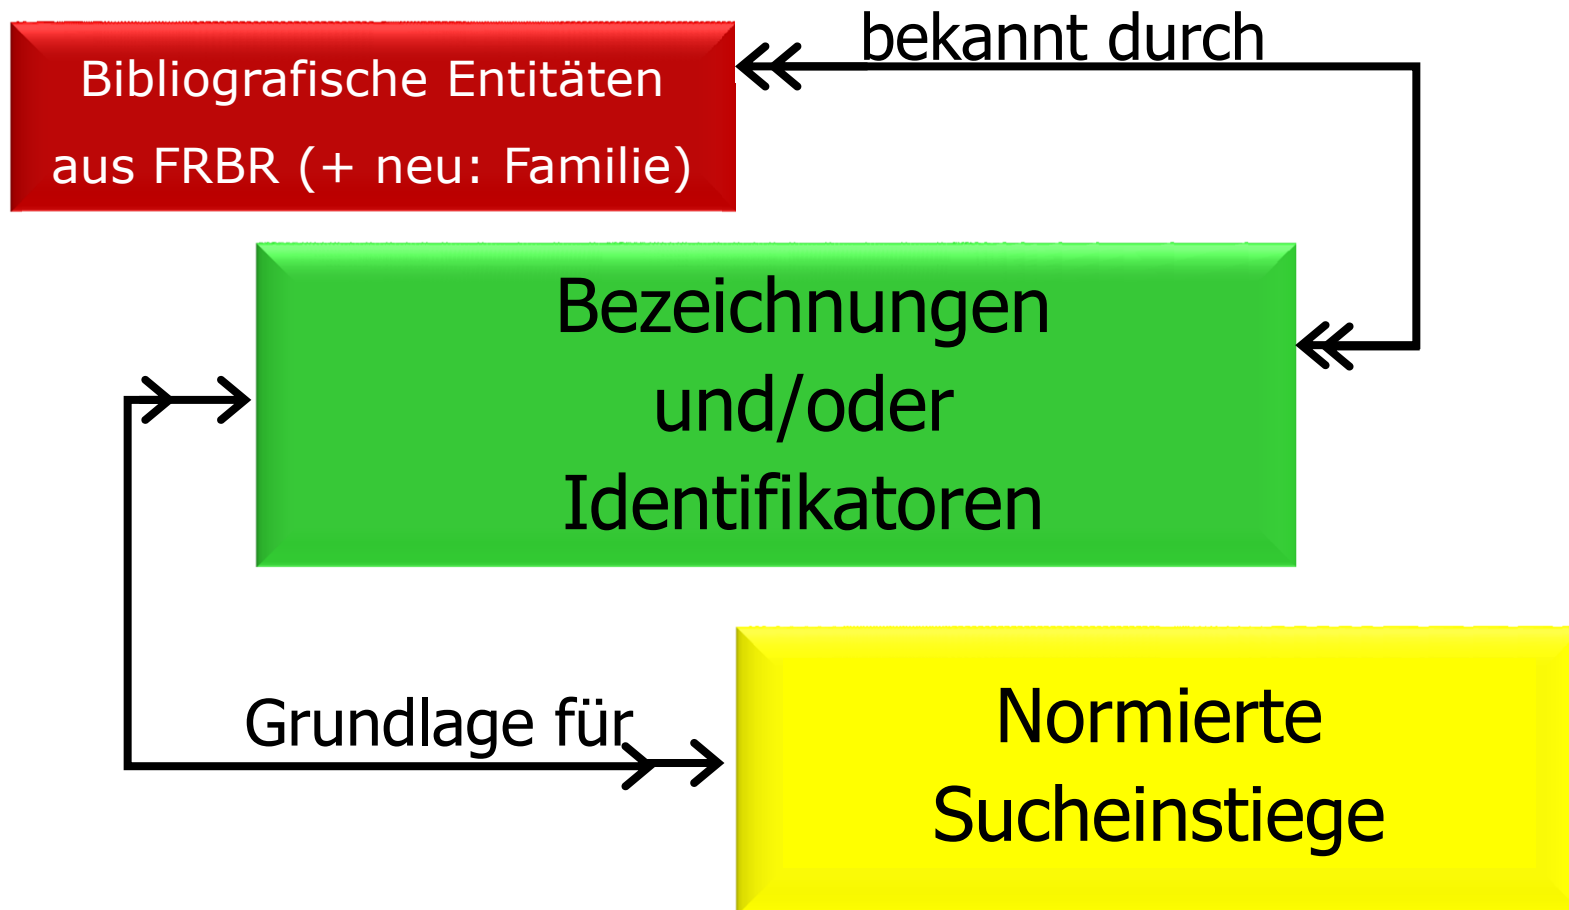 bekannt durch
Bibliografische Entitäten
aus FRBR (+ neu: Familie)
Bezeichnungen
und/oder
Identifikatoren
Grundlage für
Normierte
Sucheinstiege